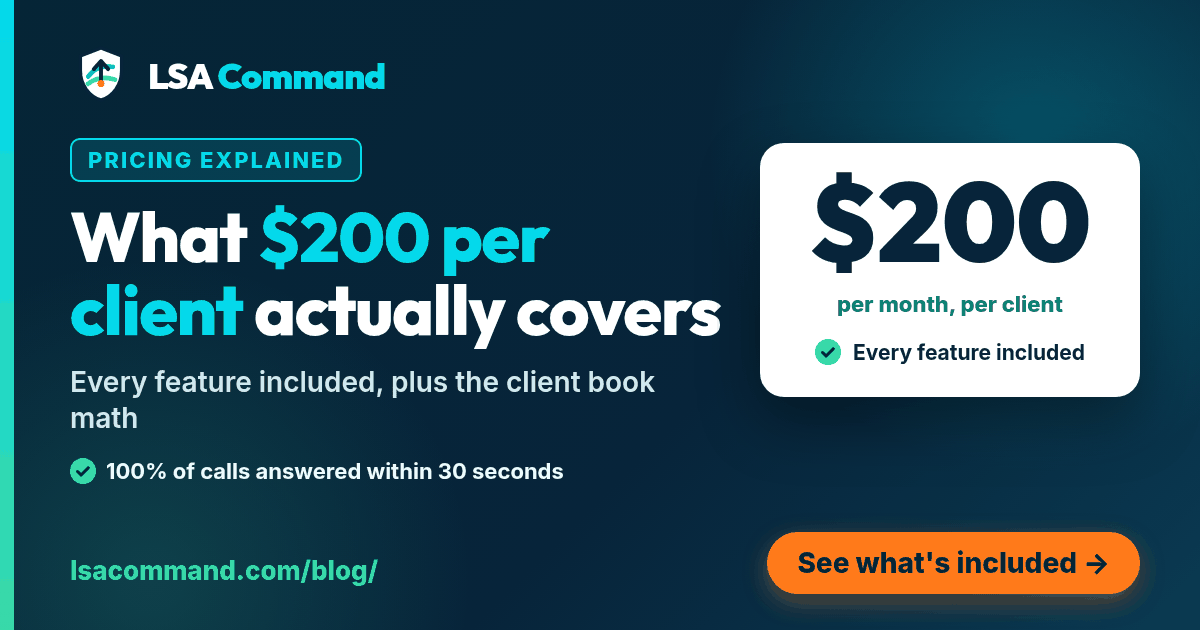 LSA Command
PRICING EXPLAINED
What $200 per
client actually covers
Every feature included, plus the client book
math
100% of calls answered within 30 seconds
lsacommand.com/blog/
$200
per month, per client
Every feature included
See what's included →